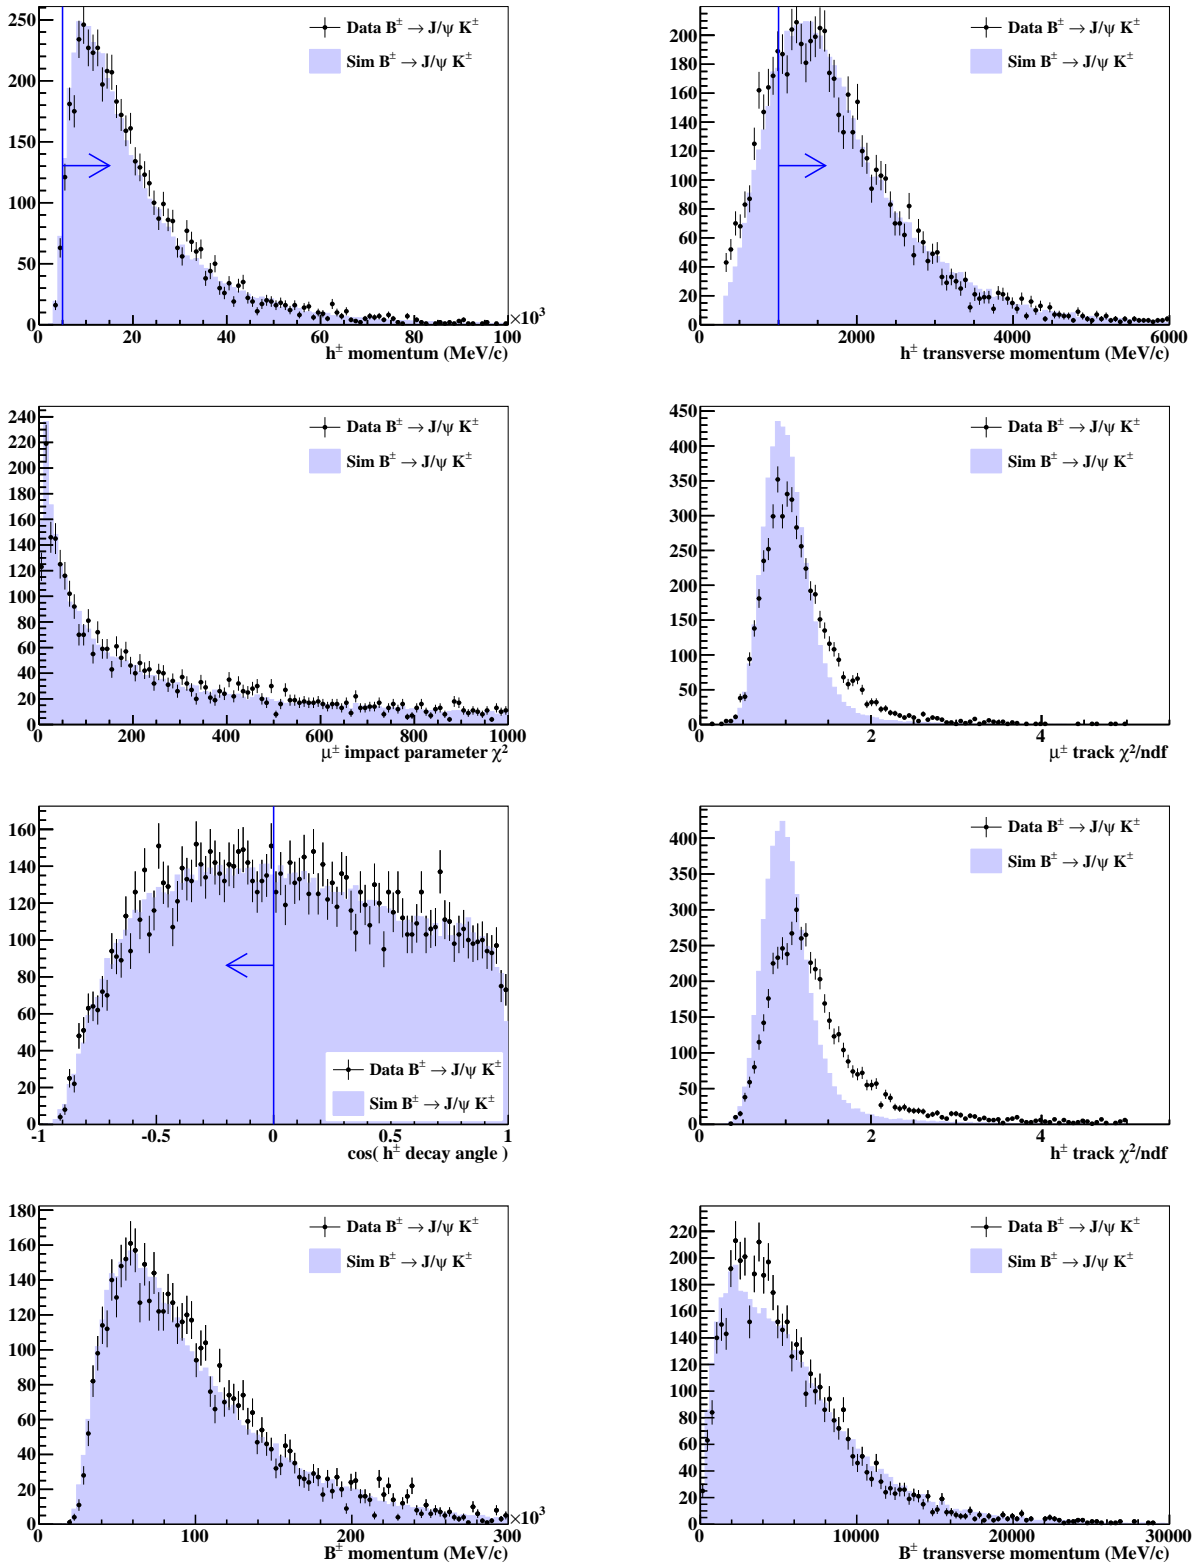 250
200
150
100
50
0
0 20 40 60 80 100
×10³
h± momentum (MeV/c)
Data B± → J/ψ K±
Sim B± → J/ψ K±
200
180
160
140
120
100
80
60
40
20
0
0 2000 4000 6000
h± transverse momentum (MeV/c)
Data B± → J/ψ K±
Sim B± → J/ψ K±
240
220
200
180
160
140
120
100
80
60
40
20
0
0 200 400 600 800 1000
μ± impact parameter χ²
Data B± → J/ψ K±
Sim B± → J/ψ K±
450
400
350
300
250
200
150
100
50
0
0 2 4
μ± track χ²/ndf
Data B± → J/ψ K±
Sim B± → J/ψ K±
160
140
120
100
80
60
40
20
0
-1 -0.5 0 0.5 1
cos( h± decay angle )
Data B± → J/ψ K±
Sim B± → J/ψ K±
400
350
300
250
200
150
100
50
0
0 2 4
h± track χ²/ndf
Data B± → J/ψ K±
Sim B± → J/ψ K±
180
160
140
120
100
80
60
40
20
0
0 100 200 300
×10³
B± momentum (MeV/c)
Data B± → J/ψ K±
Sim B± → J/ψ K±
220
200
180
160
140
120
100
80
60
40
20
0
0 10000 20000 30000
B± transverse momentum (MeV/c)
Data B± → J/ψ K±
Sim B± → J/ψ K±